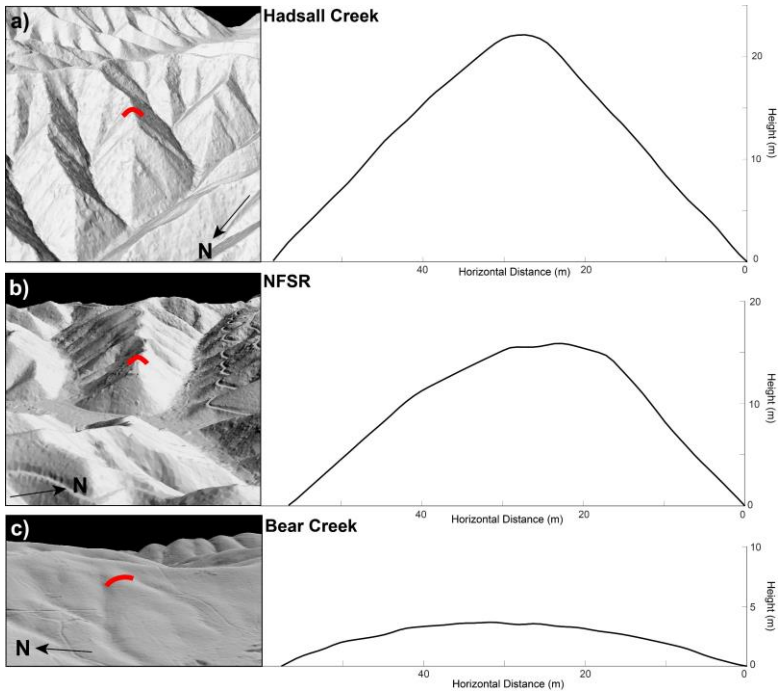 a)
N
Hadsall Creek
20
10
0
Height (m)
40
20
0
Horizontal Distance (m)
b)
N
NFSR
20
10
0
Height (m)
40
20
0
Horizontal Distance (m)
c)
N
Bear Creek
10
5
0
Height (m)
40
20
0
Horizontal Distance (m)